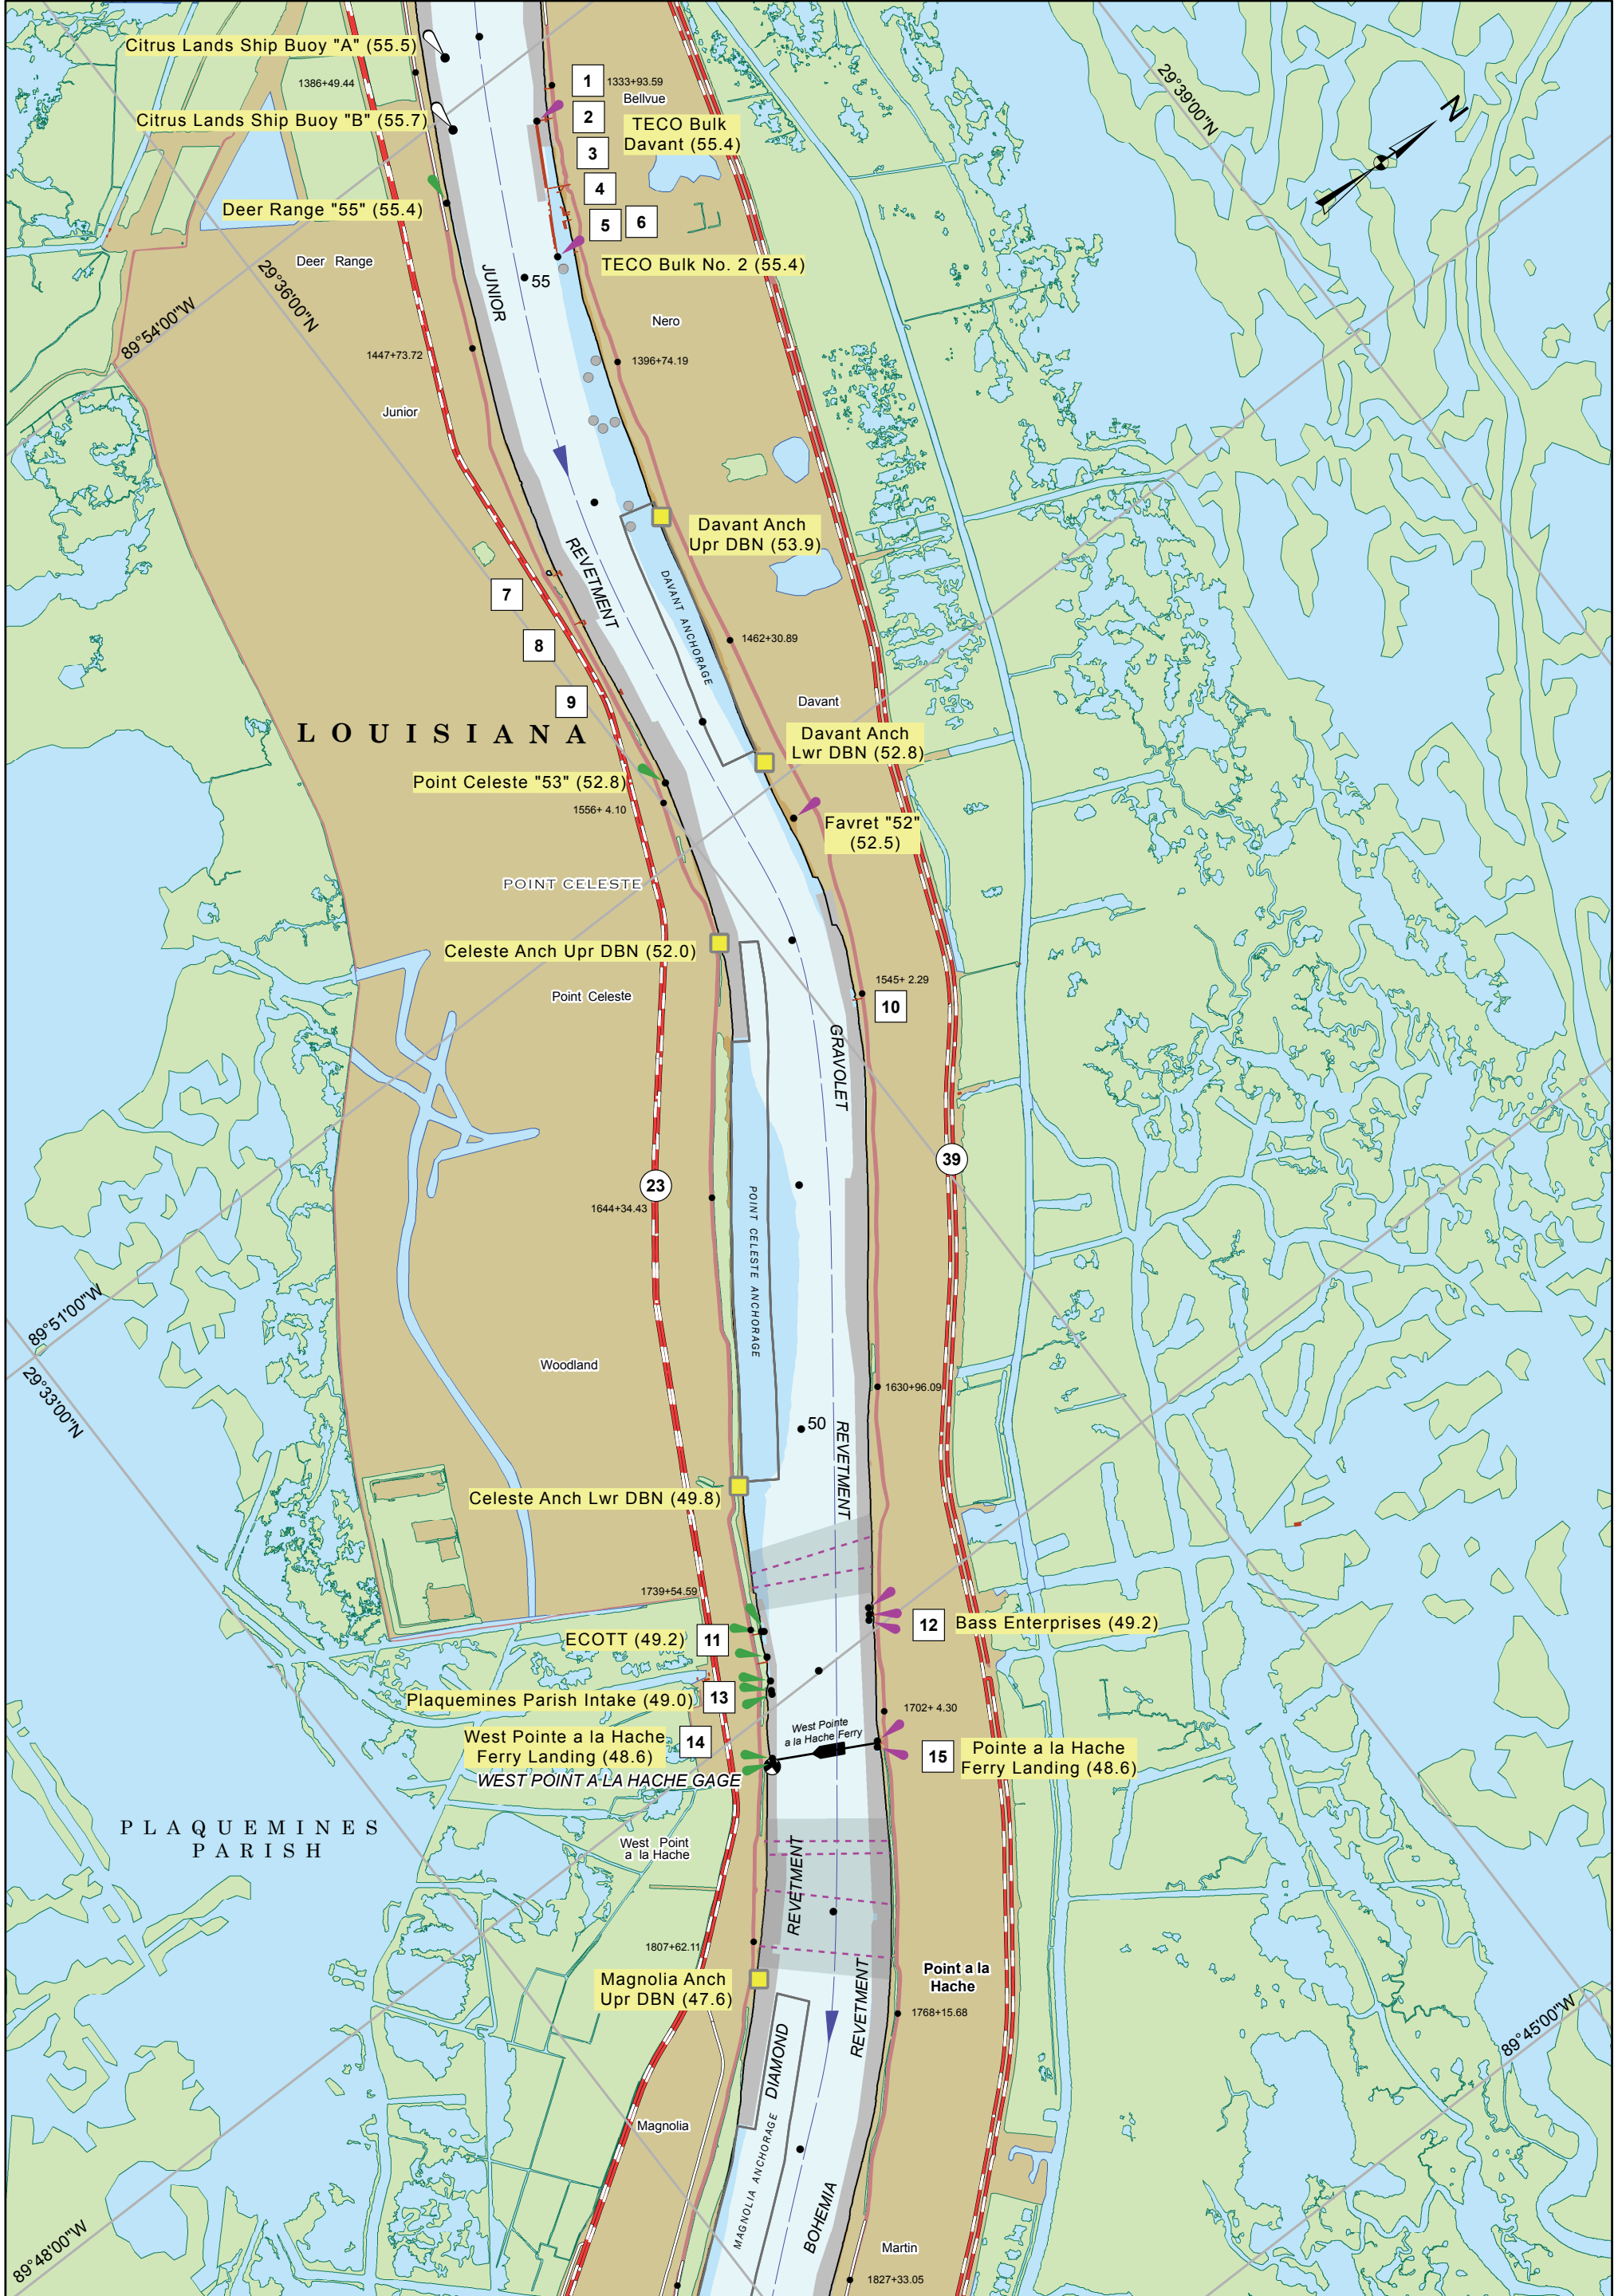 Citrus Lands Ship Buoy "A" (55.5)
1386+49.44
Citrus Lands Ship Buoy "B" (55.7)
1
1333+93.59
Bellvue
2
TECO Bulk
Davant (55.4)
3
4
5
6
Deer Range "55" (55.4)
Deer Range
TECO Bulk No. 2 (55.4)
29°39'00"N
N
29°36'00"N
89°54'00"W
JUNIOR
55
Nero
1447+73.72
1396+74.19
Junior
Davant Anch
Upr DBN (53.9)
REVETMENT
DAVANT ANCHORAGE
7
8
9
1462+30.89
Davant
LOUISIANA
Davant Anch
Lwr DBN (52.8)
Point Celeste "53" (52.8)
1556+ 4.10
Favret "52"
(52.5)
POINT CELESTE
Celeste Anch Upr DBN (52.0)
Point Celeste
1545+ 2.29
10
GRAVOLET
39
23
1644+34.43
POINT CELESTE ANCHORAGE
89°51'00"W
29°33'00"N
Woodland
1630+96.09
50
REVETMENT
Celeste Anch Lwr DBN (49.8)
1739+54.59
ECOTT (49.2)
11
12
Bass Enterprises (49.2)
Plaquemines Parish Intake (49.0)
13
1702+ 4.30
West Pointe a la Hache
Ferry Landing (48.6)
14
West Pointe
a la Hache Ferry
15
Pointe a la Hache
Ferry Landing (48.6)
WEST POINT A LA HACHE GAGE
PLAQUEMINES
PARISH
West Point
a la Hache
REVETMENT
1807+62.11
Magnolia Anch
Upr DBN (47.6)
Point a la
Hache
REVETMENT
1768+15.68
DIAMOND
89°45'00"W
Magnolia
MAGNOLIA ANCHORAGE
BOHEMIA
89°48'00"W
Martin
1827+33.05